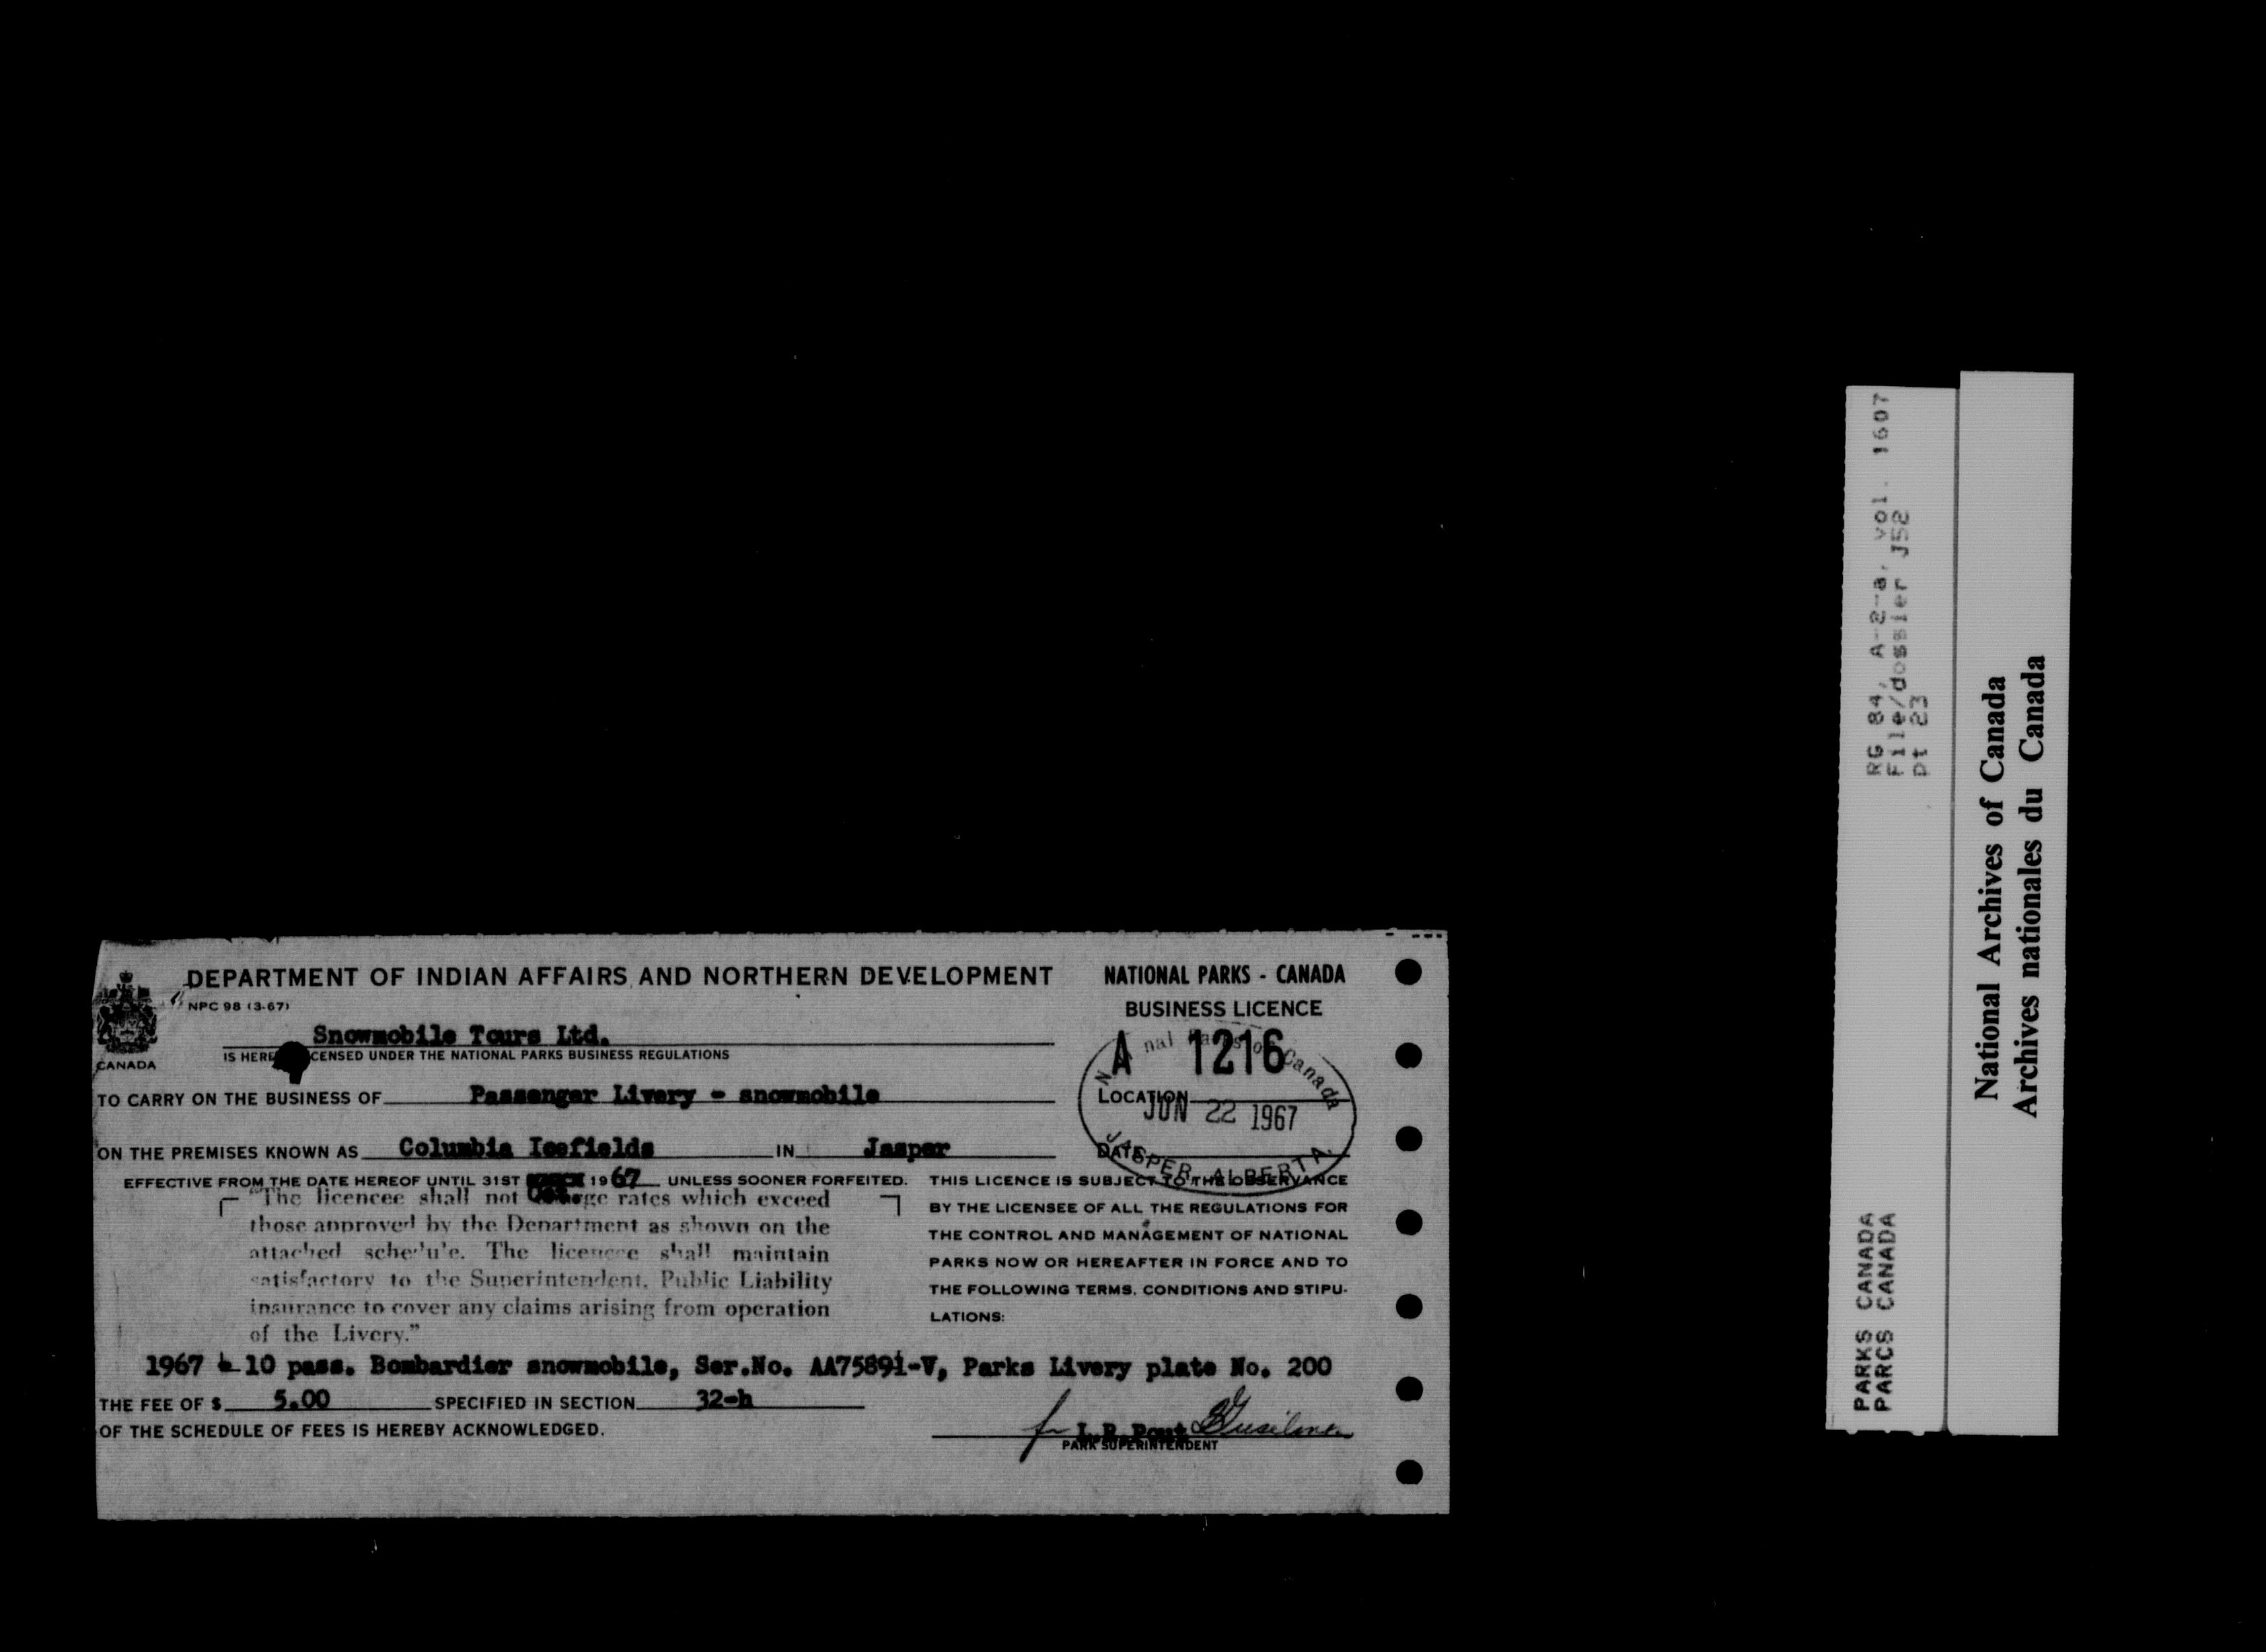 DEPARTMENT OF INDIAN AFFAIRS AND NORTHERN DEVELOPMENT
NPC 98 (3-67)
CANADA
Snowmobile Tours Ltd.
IS HERE CENSED UNDER THE NATIONAL PARKS BUSINESS REGULATIONS
TO CARRY ON THE BUSINESS OF Passenger Livery - snowmobile
ON THE PREMISES KNOWN AS Columbia Icefields IN Jasper
EFFECTIVE FROM THE DATE HEREOF UNTIL 31ST 1967 UNLESS SOONER FORFEITED.
"The licencee shall not rates which exceed
those approved by the Department as shown on the
attached schedule. The licencee shall maintain
satisfactory to the Superintendent, Public Liability
insurance to cover any claims arising from operation
of the Livery."
NATIONAL PARKS - CANADA
BUSINESS LICENCE
A 1216
National Parks of Canada
LOCATION
JUN 22 1967
DATE
JASPER, ALBERTA.
THIS LICENCE IS SUBJECT TO THE OBSERVANCE
BY THE LICENSEE OF ALL THE REGULATIONS FOR
THE CONTROL AND MANAGEMENT OF NATIONAL
PARKS NOW OR HEREAFTER IN FORCE AND TO
THE FOLLOWING TERMS, CONDITIONS AND STIPU-
LATIONS:
1967 10 pass. Bombardier snowmobile, Ser.No. AA75891-V, Parks Livery plate No. 200
THE FEE OF $ 5.00 SPECIFIED IN SECTION 32-h
OF THE SCHEDULE OF FEES IS HEREBY ACKNOWLEDGED.
for
PARK SUPERINTENDENT
RG 84, A-2-a, vol. 1607
File/dossier J52
pt 23
PARKS CANADA
PARCS CANADA
National Archives of Canada
Archives nationales du Canada